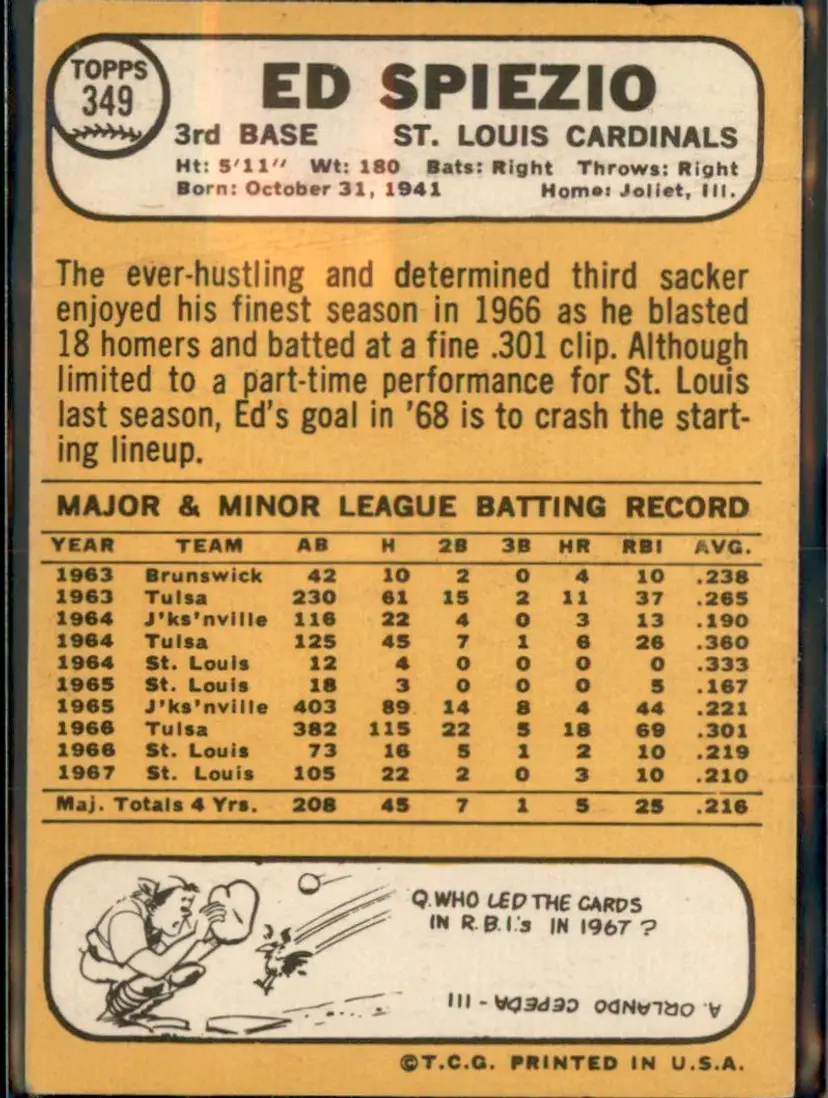 TOPPS
349
ED SPIEZIO
3rd BASE ST. LOUIS CARDINALS
Ht: 5'11" Wt: 180 Bats: Right Throws: Right
Born: October 31, 1941 Home: Joliet, Ill.
The ever-hustling and determined third sacker
enjoyed his finest season in 1966 as he blasted
18 homers and batted at a fine .301 clip. Although
limited to a part-time performance for St. Louis
last season, Ed's goal in '68 is to crash the start-
ing lineup.
MAJOR & MINOR LEAGUE BATTING RECORD
YEAR TEAM AB H 2B 3B HR RBI AVG.
1963 Brunswick 42 10 2 0 4 10 .238
1963 Tulsa 230 61 15 2 11 37 .265
1964 J'ks'nville 116 22 4 0 3 13 .190
1964 Tulsa 125 45 7 1 6 26 .360
1964 St. Louis 12 4 0 0 0 0 .333
1965 St. Louis 18 3 0 0 0 5 .167
1965 J'ks'nville 403 89 14 8 4 44 .221
1966 Tulsa 382 115 22 5 18 69 .301
1966 St. Louis 73 16 5 1 2 10 .219
1967 St. Louis 105 22 2 0 3 10 .210
Maj. Totals 4 Yrs. 208 45 7 1 5 25 .216
Q. WHO LED THE CARDS
IN R.B.I.'s IN 1967?
A. ORLANDO CEPEDA - 111
©T.C.G. PRINTED IN U.S.A.